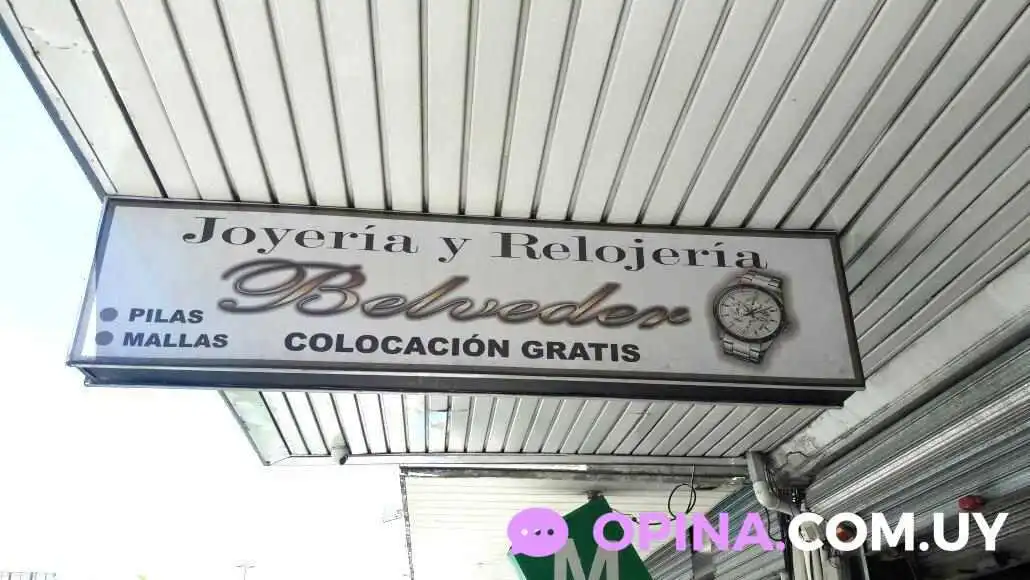 Joyería y Relojería
Belveder
• PILAS
• MALLAS
COLOCACIÓN GRATIS
M
OPINA.COM.UY